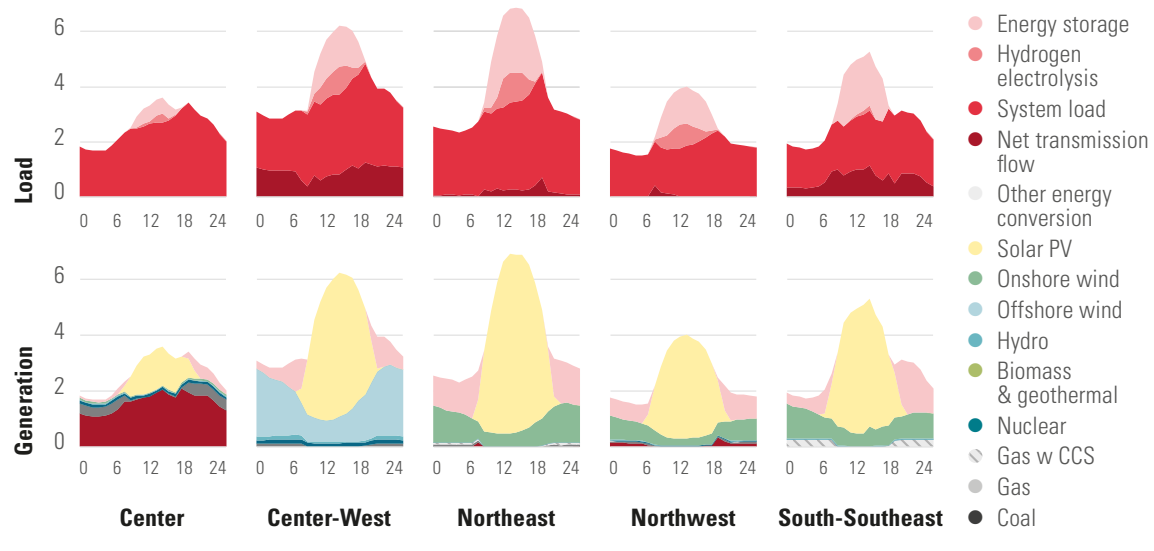 Load
6
4
2
0
0 6 12 18 24
0 6 12 18 24
0 6 12 18 24
0 6 12 18 24
0 6 12 18 24
Generation
6
4
2
0
0 6 12 18 24
0 6 12 18 24
0 6 12 18 24
0 6 12 18 24
0 6 12 18 24
Center
Center-West
Northeast
Northwest
South-Southeast
Energy storage
Hydrogen
electrolysis
System load
Net transmission
flow
Other energy
conversion
Solar PV
Onshore wind
Offshore wind
Hydro
Biomass
& geothermal
Nuclear
Gas w CCS
Gas
Coal